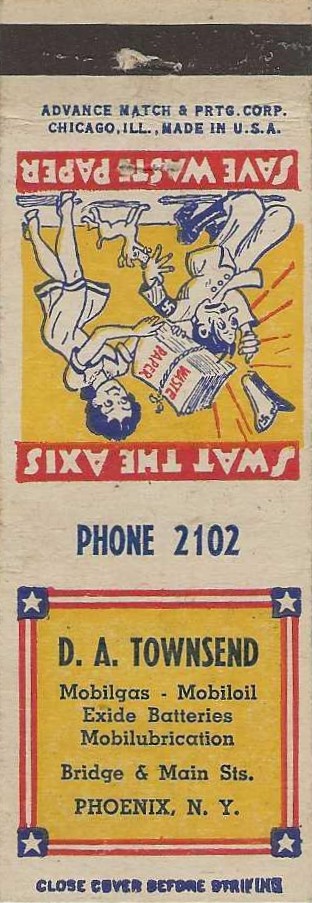 ADVANCE MATCH & PRTG. CORP.
CHICAGO, ILL., MADE IN U.S.A.
SWAT THE AXIS
WASTE
PAPER
SAVE WASTE PAPER
PHONE 2102
D. A. TOWNSEND
Mobilgas - Mobiloil
Exide Batteries
Mobilubrication
Bridge & Main Sts.
PHOENIX, N. Y.
CLOSE COVER BEFORE STRIKING